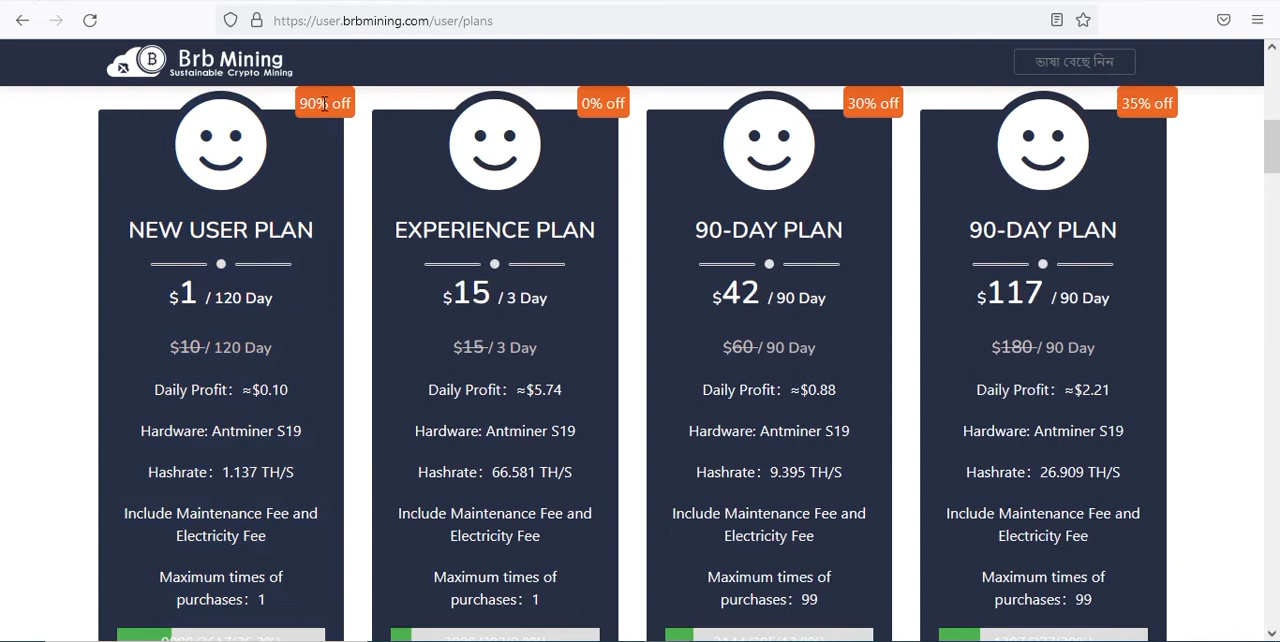 https://user.brbmining.com/user/plans
Brb Mining
Sustainable Crypto Mining
ভাষা বেছে নিন
90% off
0% off
30% off
35% off
NEW USER PLAN
$1 / 120 Day
$10 / 120 Day
Daily Profit：≈$0.10
Hardware: Antminer S19
Hashrate：1.137 TH/S
Include Maintenance Fee and
Electricity Fee
Maximum times of
purchases：1
EXPERIENCE PLAN
$15 / 3 Day
$15 / 3 Day
Daily Profit：≈$5.74
Hardware: Antminer S19
Hashrate：66.581 TH/S
Include Maintenance Fee and
Electricity Fee
Maximum times of
purchases：1
90-DAY PLAN
$42 / 90 Day
$60 / 90 Day
Daily Profit：≈$0.88
Hardware: Antminer S19
Hashrate：9.395 TH/S
Include Maintenance Fee and
Electricity Fee
Maximum times of
purchases：99
90-DAY PLAN
$117 / 90 Day
$180 / 90 Day
Daily Profit：≈$2.21
Hardware: Antminer S19
Hashrate：26.909 TH/S
Include Maintenance Fee and
Electricity Fee
Maximum times of
purchases：99